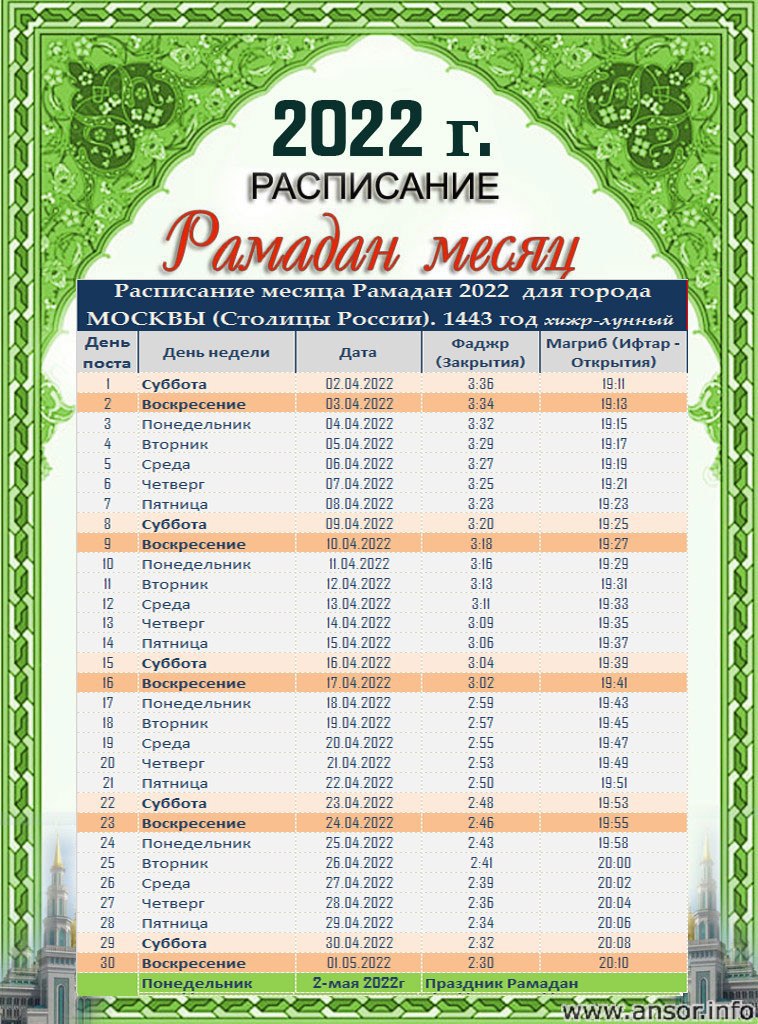 2022 г.
РАСПИСАНИЕ
Рамадан месяц
Расписание месяца Рамадан 2022 для города
МОСКВЫ (Столицы России). 1443 год хижр-лунный
День поста День недели Дата Фаджр (Закрытия) Магриб (Ифтар - Открытия)
1 Суббота 02.04.2022 3:36 19:11
2 Воскресение 03.04.2022 3:34 19:13
3 Понедельник 04.04.2022 3:32 19:15
4 Вторник 05.04.2022 3:29 19:17
5 Среда 06.04.2022 3:27 19:19
6 Четверг 07.04.2022 3:25 19:21
7 Пятница 08.04.2022 3:23 19:23
8 Суббота 09.04.2022 3:20 19:25
9 Воскресение 10.04.2022 3:18 19:27
10 Понедельник 11.04.2022 3:16 19:29
11 Вторник 12.04.2022 3:13 19:31
12 Среда 13.04.2022 3:11 19:33
13 Четверг 14.04.2022 3:09 19:35
14 Пятница 15.04.2022 3:06 19:37
15 Суббота 16.04.2022 3:04 19:39
16 Воскресение 17.04.2022 3:02 19:41
17 Понедельник 18.04.2022 2:59 19:43
18 Вторник 19.04.2022 2:57 19:45
19 Среда 20.04.2022 2:55 19:47
20 Четверг 21.04.2022 2:53 19:49
21 Пятница 22.04.2022 2:50 19:51
22 Суббота 23.04.2022 2:48 19:53
23 Воскресение 24.04.2022 2:46 19:55
24 Понедельник 25.04.2022 2:43 19:58
25 Вторник 26.04.2022 2:41 20:00
26 Среда 27.04.2022 2:39 20:02
27 Четверг 28.04.2022 2:36 20:04
28 Пятница 29.04.2022 2:34 20:06
29 Суббота 30.04.2022 2:32 20:08
30 Воскресение 01.05.2022 2:30 20:10
Понедельник 2-мая 2022г Праздник Рамадан
www.ansor.info